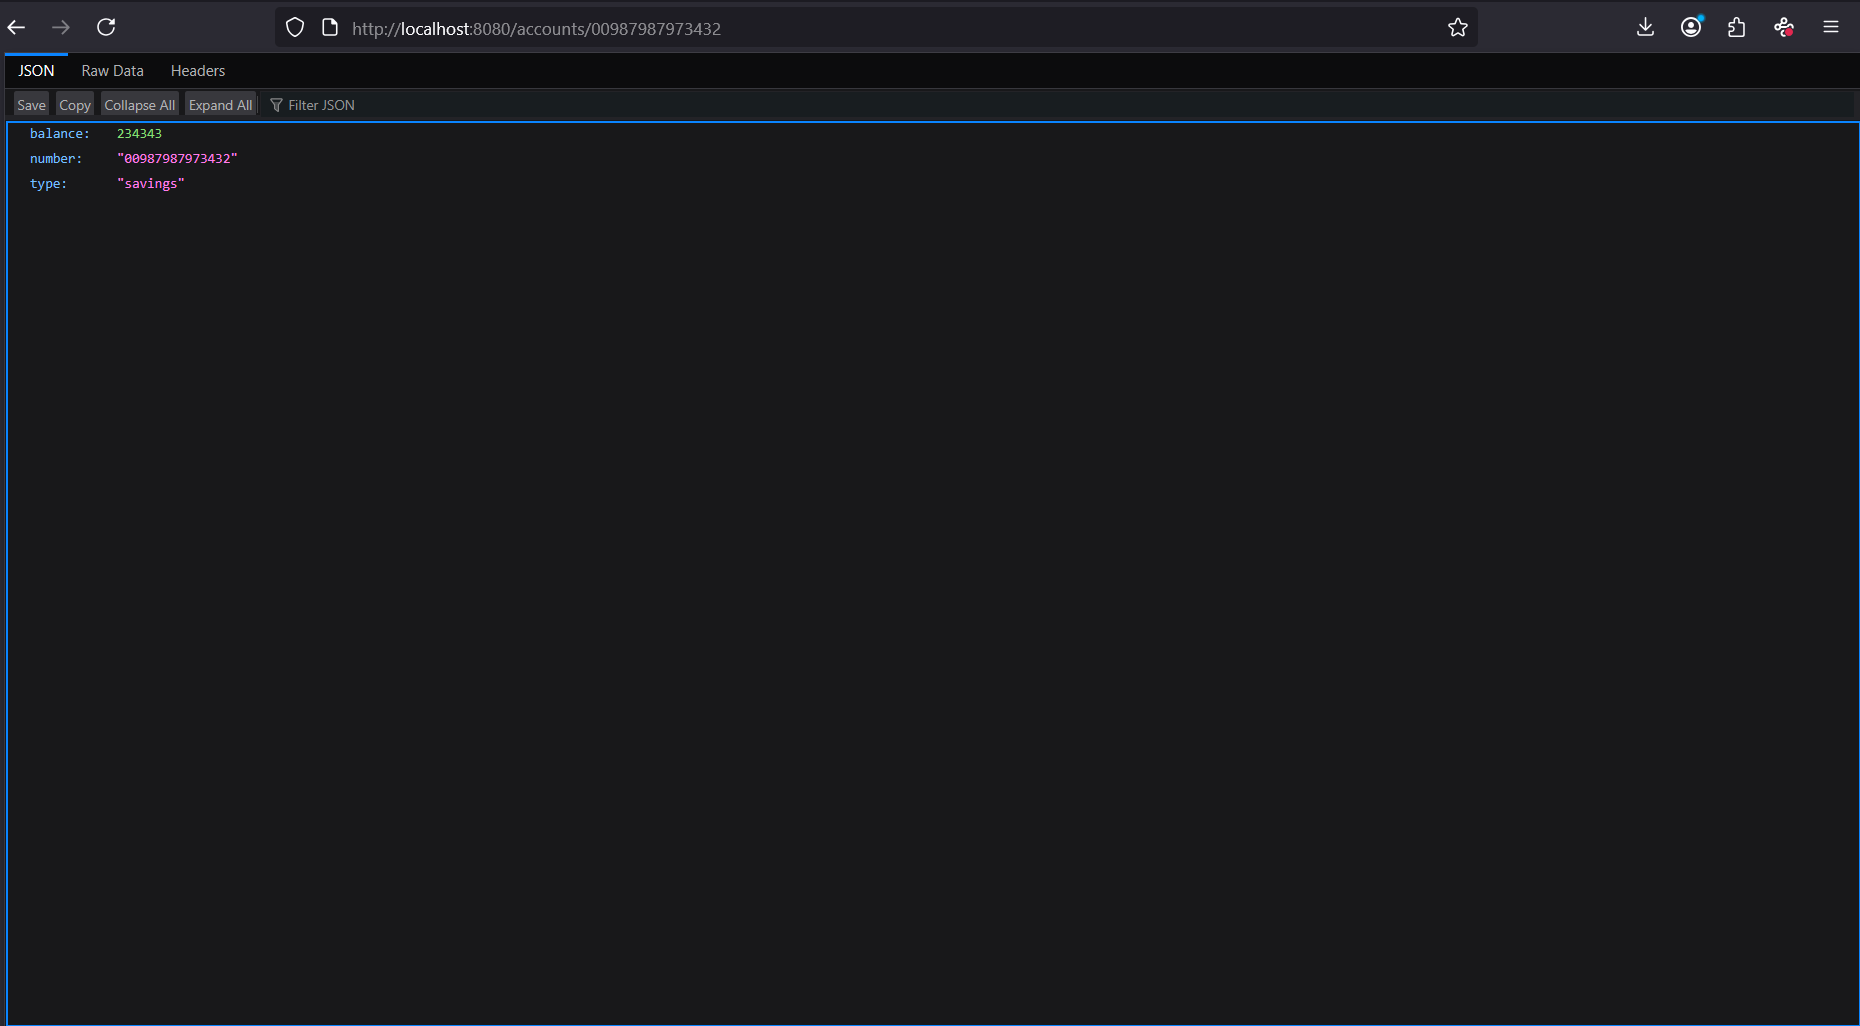 http://localhost:8080/accounts/00987987973432
JSON Raw Data Headers
Save Copy Collapse All Expand All Filter JSON
balance: 234343
number: "00987987973432"
type: "savings"